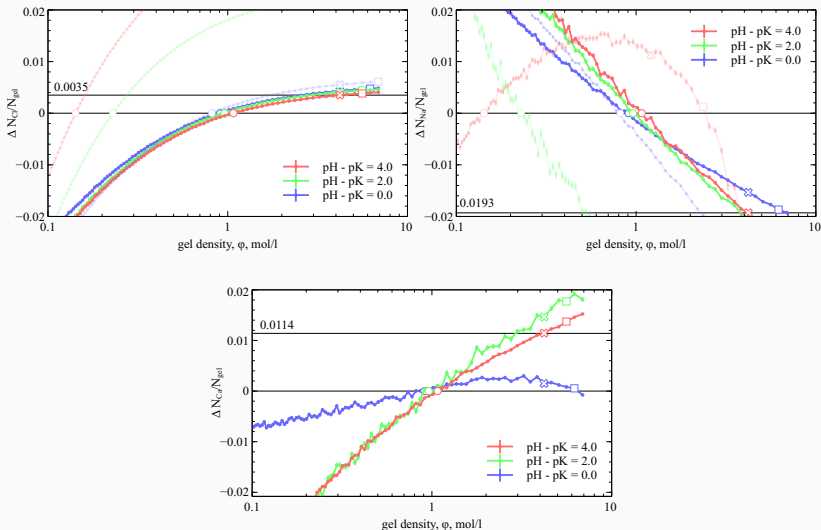 0.02
0.01
0.0035
0
−0.01
−0.02
0.1
1
10
Δ N_Cl/N_gel
gel density, φ, mol/l
pH - pK = 4.0
pH - pK = 2.0
pH - pK = 0.0
0.02
0.01
0
−0.01
0.0193
−0.02
0.1
1
10
Δ N_Na/N_gel
gel density, φ, mol/l
pH - pK = 4.0
pH - pK = 2.0
pH - pK = 0.0
0.02
0.0114
0.01
0
−0.01
−0.02
0.1
1
10
Δ N_Ca/N_gel
gel density, φ, mol/l
pH - pK = 4.0
pH - pK = 2.0
pH - pK = 0.0